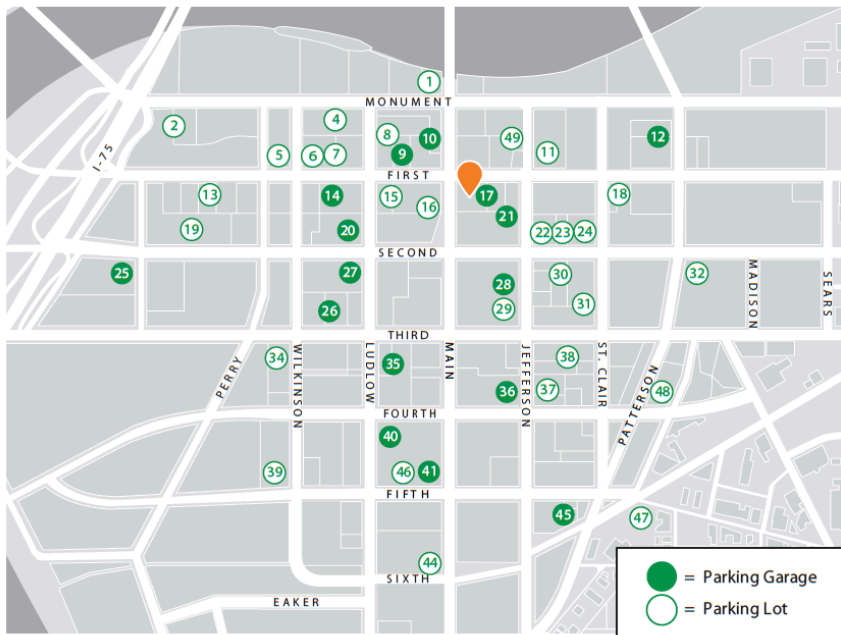 1
MONUMENT
2
4
8
10
49
11
12
I-75
5
6
7
9
FIRST
13
14
15
16
17
18
19
20
21
22
23
24
SECOND
25
27
28
30
32
MADISON
SEARS
26
29
31
THIRD
34
PERRY
WILKINSON
LUDLOW
35
MAIN
JEFFERSON
38
ST. CLAIR
36
37
48
PATTERSON
FOURTH
40
39
46
41
FIFTH
45
47
44
SIXTH
EAKER
= Parking Garage
= Parking Lot